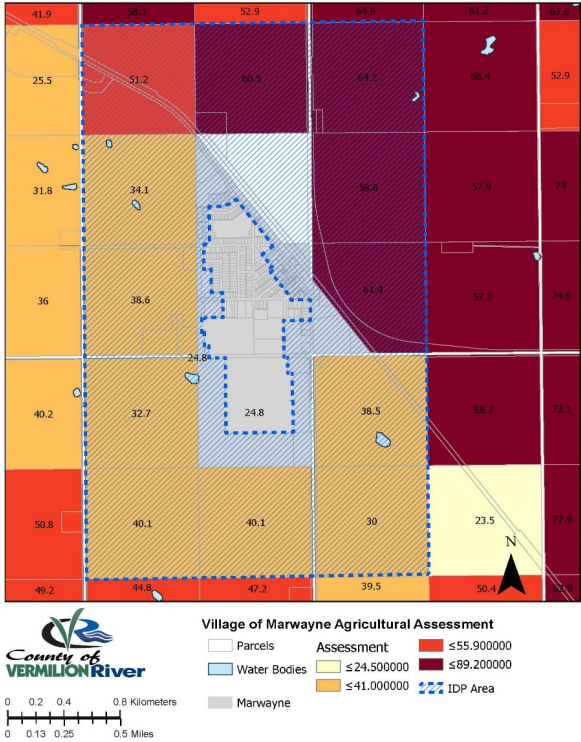 41.9 58.3 52.9 64.9 61.2 67.6
25.5 51.2 60.5 64.2 68.4 52.9
31.8 34.1 58.8 57.9 74
36 38.6 61.4 57.2 74.6
24.8
40.2 32.7 24.8 38.5 68.3 73.1
50.8 40.1 40.1 30 23.5 77.9
N
49.2 44.8 47.2 39.5 50.4
County of
VERMILION River
0 0.2 0.4 0.8 Kilometers
0 0.13 0.25 0.5 Miles
Village of Marwayne Agricultural Assessment
Parcels
Water Bodies
Marwayne
Assessment
≤24.500000
≤41.000000
≤55.900000
≤89.200000
IDP Area